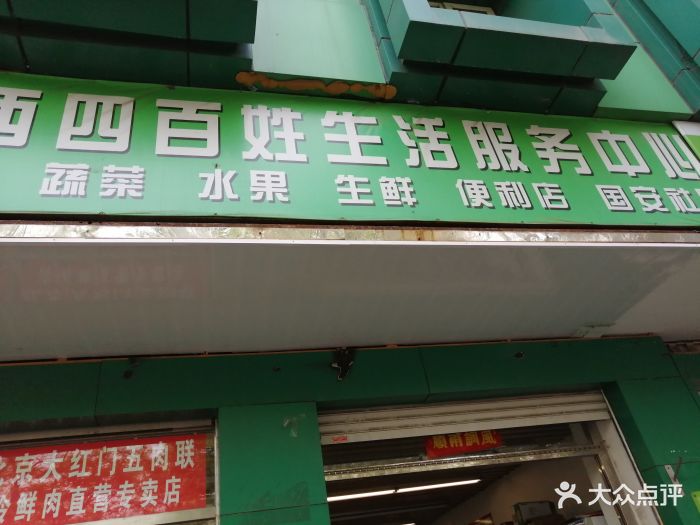 西四百姓生活服务中心
蔬菜 水果 生鲜 便利店 国安社
京大红门五肉联
冷鲜肉直营专卖店
大众点评